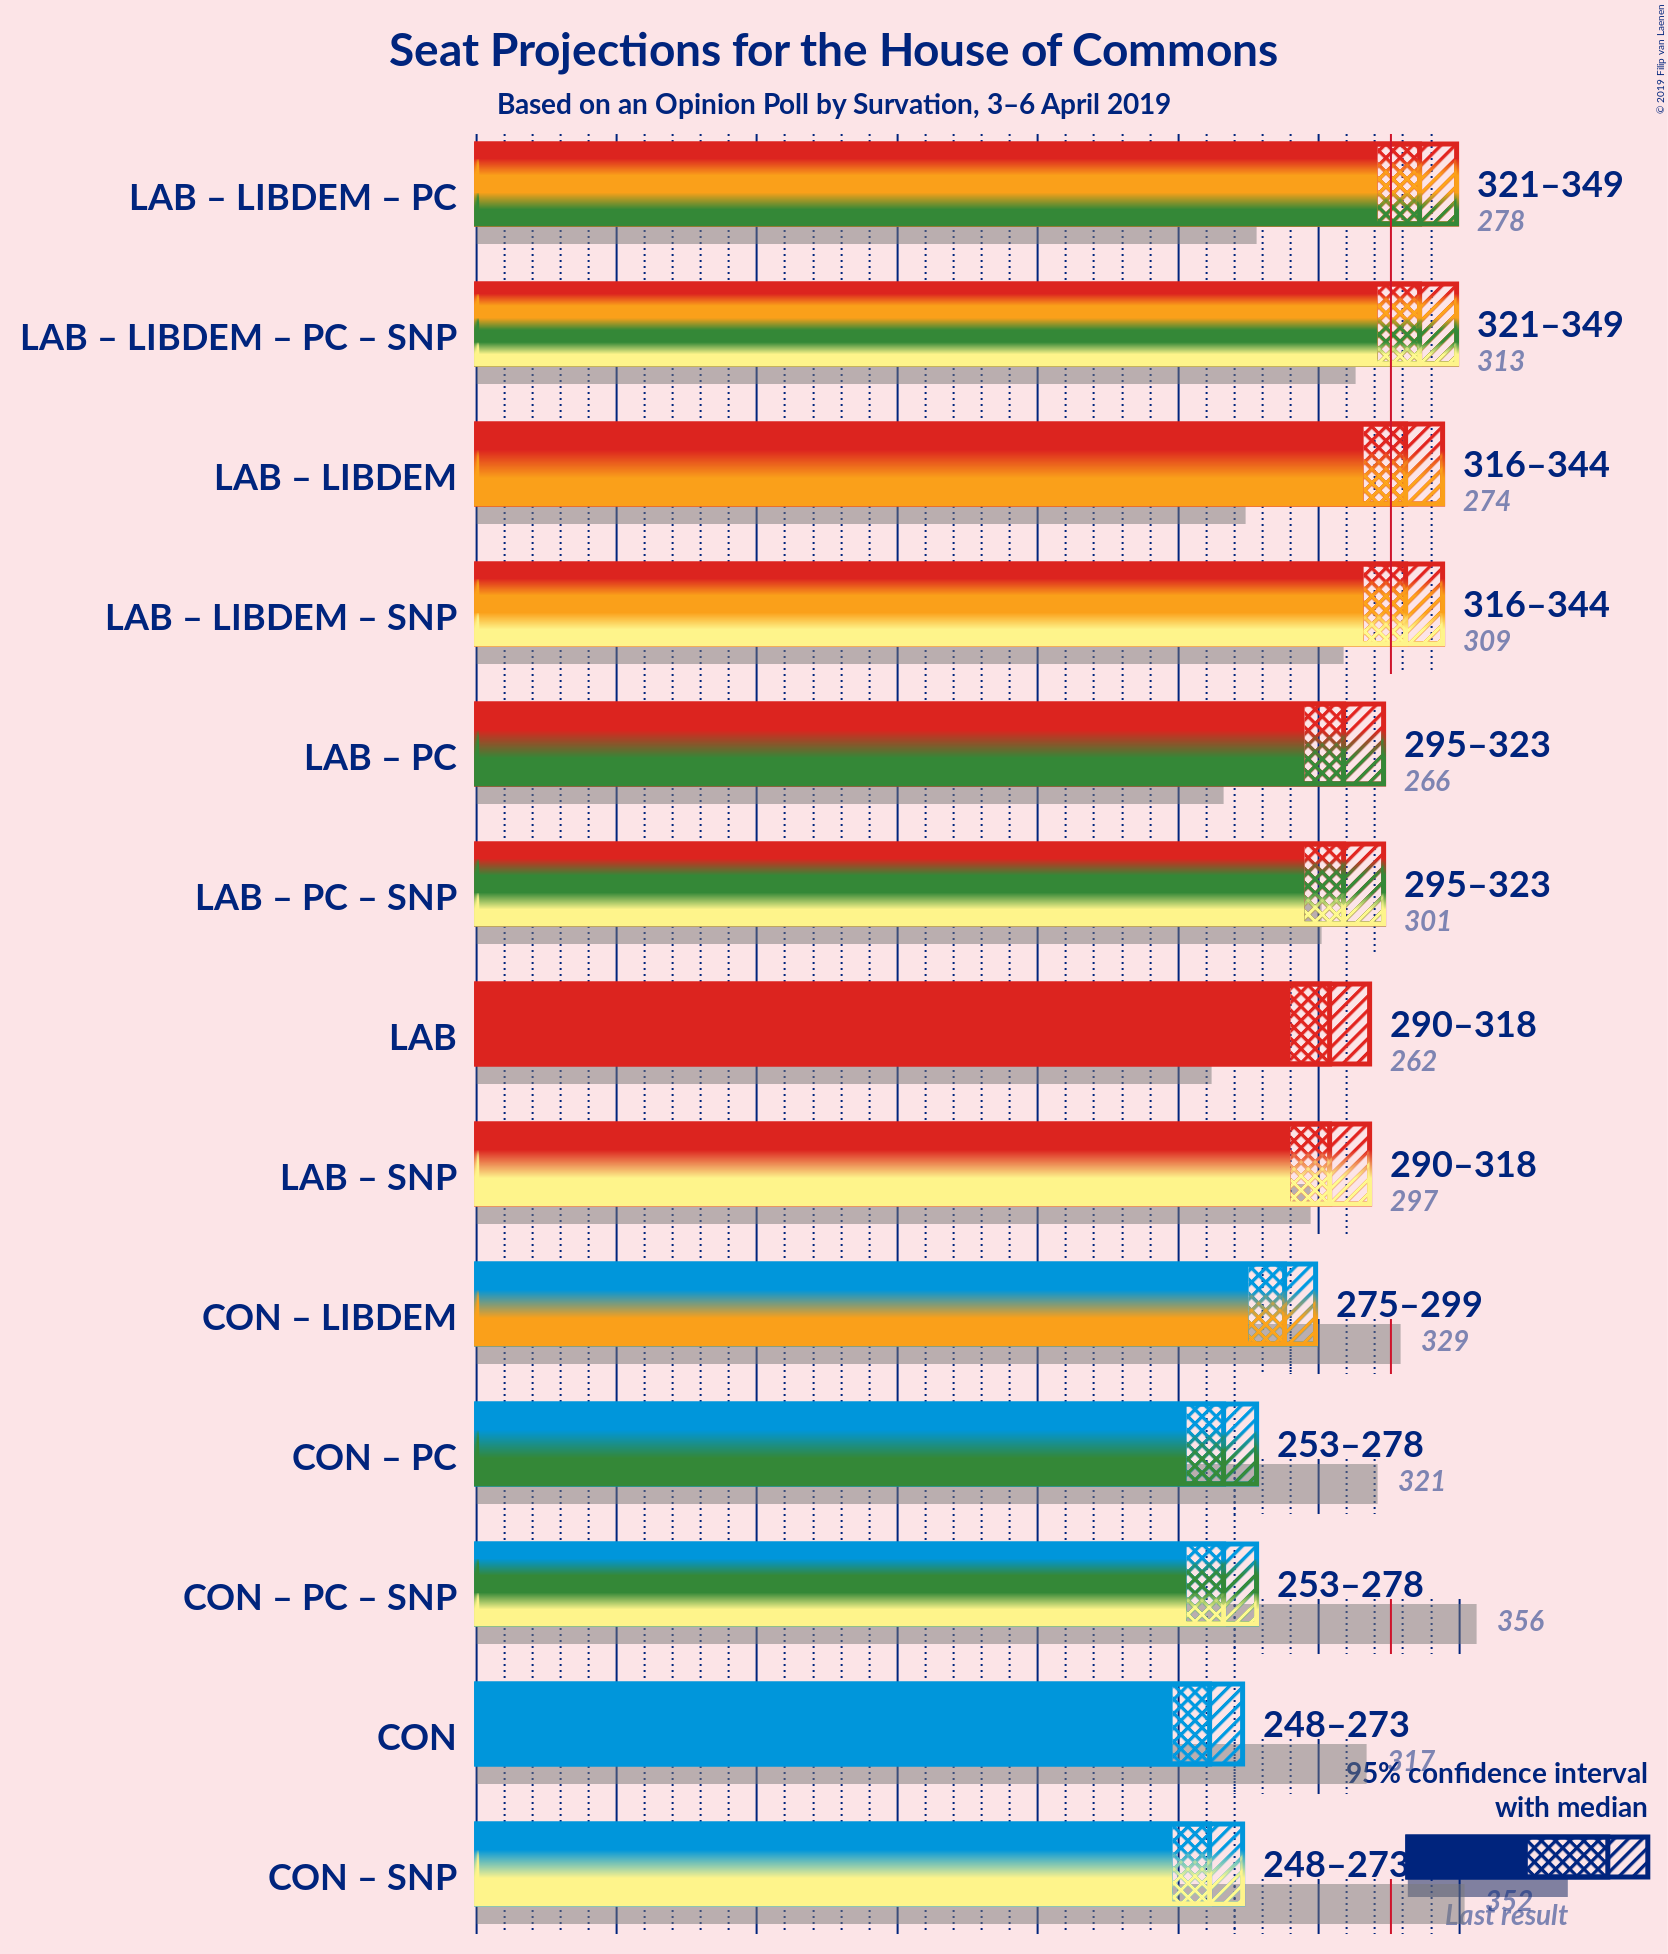 © 2019 Filip van Laenen
Seat Projections for the House of Commons
Based on an Opinion Poll by Survation, 3–6 April 2019
LAB – LIBDEM – PC
321–349
278
LAB – LIBDEM – PC – SNP
321–349
313
LAB – LIBDEM
316–344
274
LAB – LIBDEM – SNP
316–344
309
LAB – PC
295–323
266
LAB – PC – SNP
295–323
301
LAB
290–318
262
LAB – SNP
290–318
297
CON – LIBDEM
275–299
329
CON – PC
253–278
321
CON – PC – SNP
253–278
356
CON
248–273
317
95% confidence interval
with median
CON – SNP
248–273
352
Last result